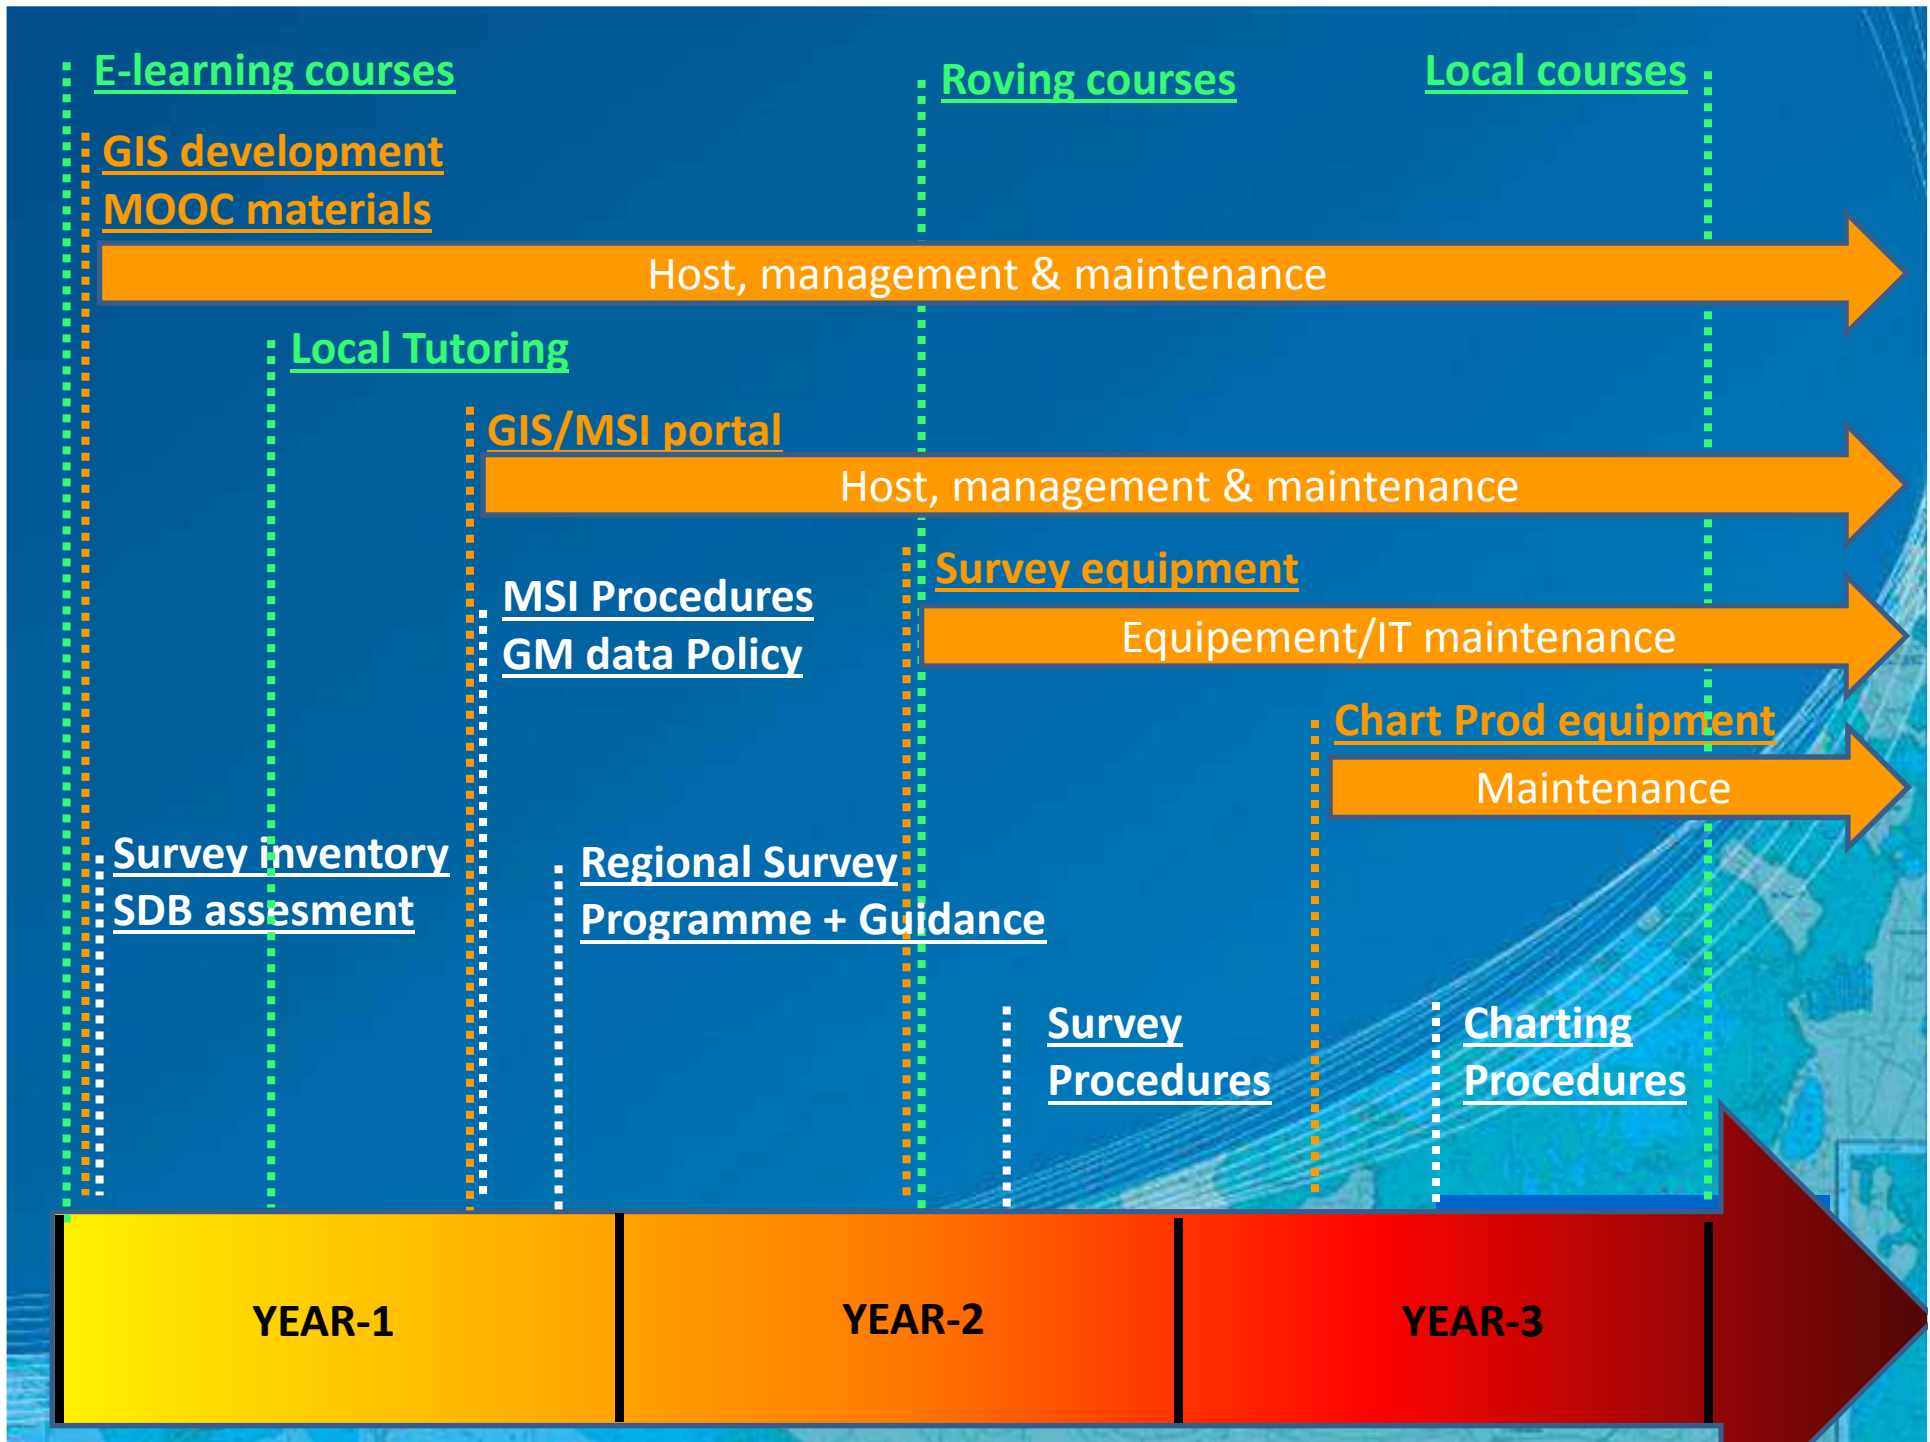 E-learning courses
Roving courses
Local courses
GIS development
MOOC materials
Host, management & maintenance
Local Tutoring
GIS/MSI portal
Host, management & maintenance
Survey equipment
MSI Procedures
GM data Policy
Equipement/IT maintenance
Chart Prod equipment
Maintenance
Survey inventory
SDB assesment
Regional Survey
Programme + Guidance
Survey
Procedures
Charting
Procedures
YEAR-1
YEAR-2
YEAR-3